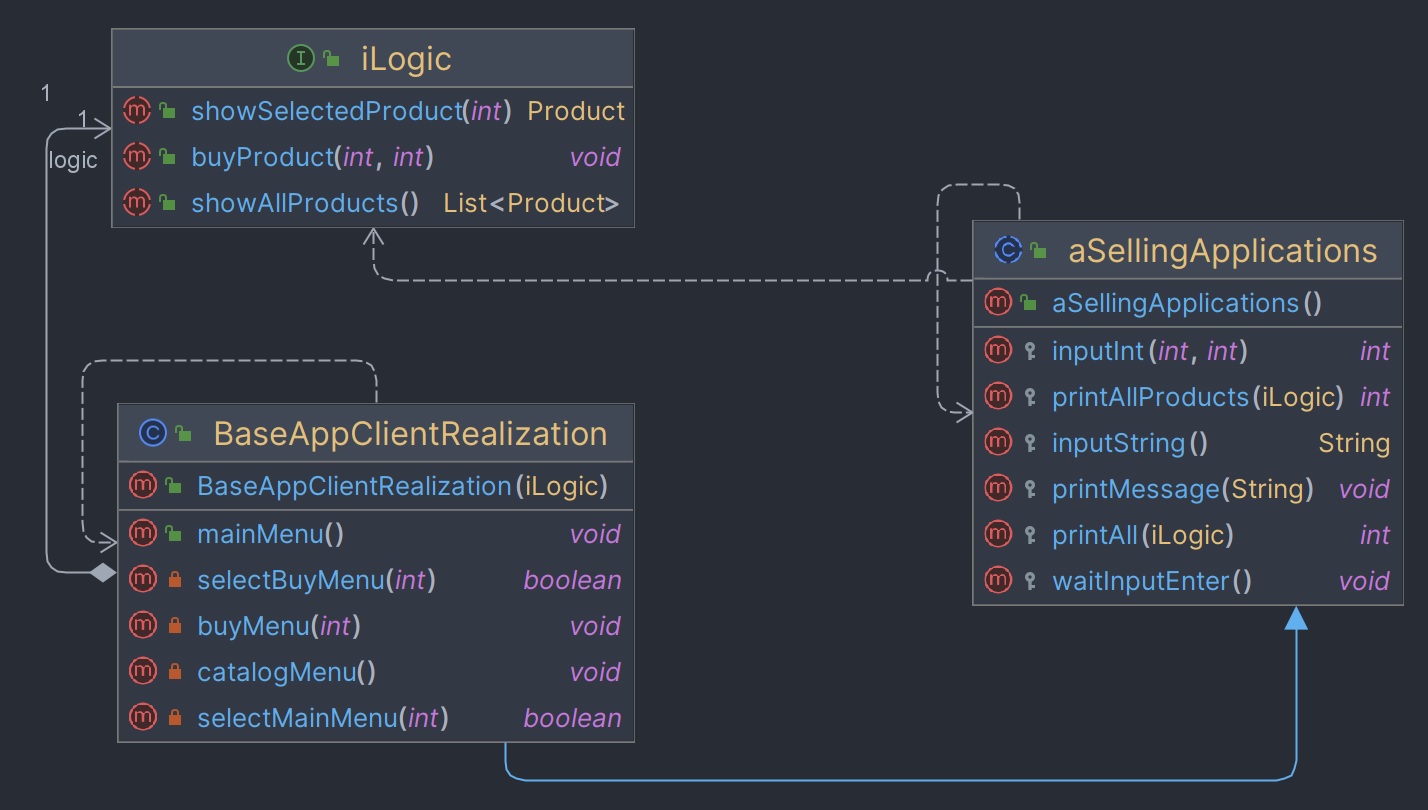 iLogic
showSelectedProduct(int) Product
buyProduct(int, int) void
showAllProducts() List<Product>
1
1
logic
aSellingApplications
aSellingApplications()
inputInt(int, int) int
printAllProducts(iLogic) int
inputString() String
printMessage(String) void
printAll(iLogic) int
waitInputEnter() void
BaseAppClientRealization
BaseAppClientRealization(iLogic)
mainMenu() void
selectBuyMenu(int) boolean
buyMenu(int) void
catalogMenu() void
selectMainMenu(int) boolean